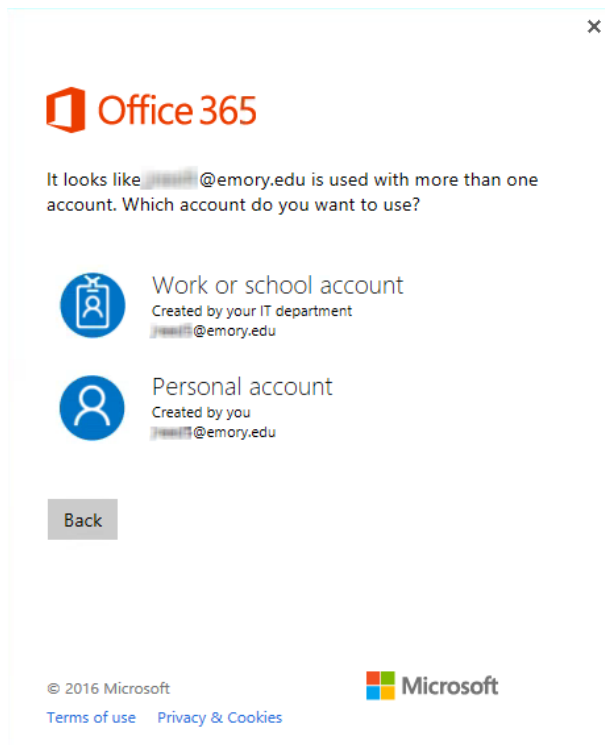 Office 365
It looks like @emory.edu is used with more than one
account. Which account do you want to use?
Work or school account
Created by your IT department
@emory.edu
Personal account
Created by you
@emory.edu
Back
© 2016 Microsoft
Microsoft
Terms of use Privacy & Cookies